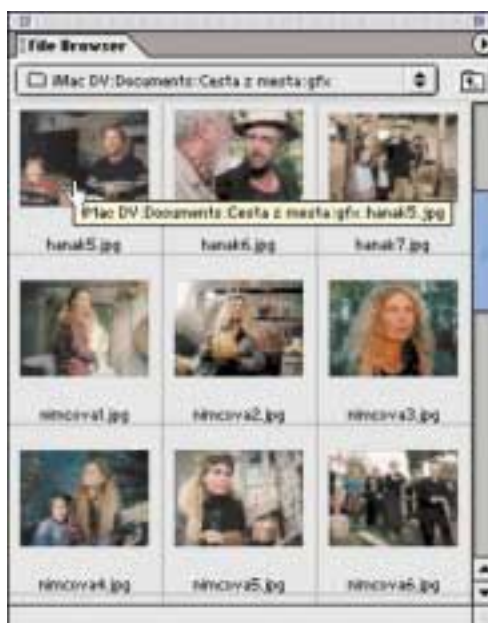 File Browser
iMac DV:Documents:Cesta z mesta:gfx
iMac DV:Documents:Cesta z mesta:gfx:hanak5.jpg
hanak5.jpg
hanak6.jpg
hanak7.jpg
nimcova1.jpg
nimcova2.jpg
nimcova3.jpg
nimcova4.jpg
nimcova5.jpg
nimcova6.jpg